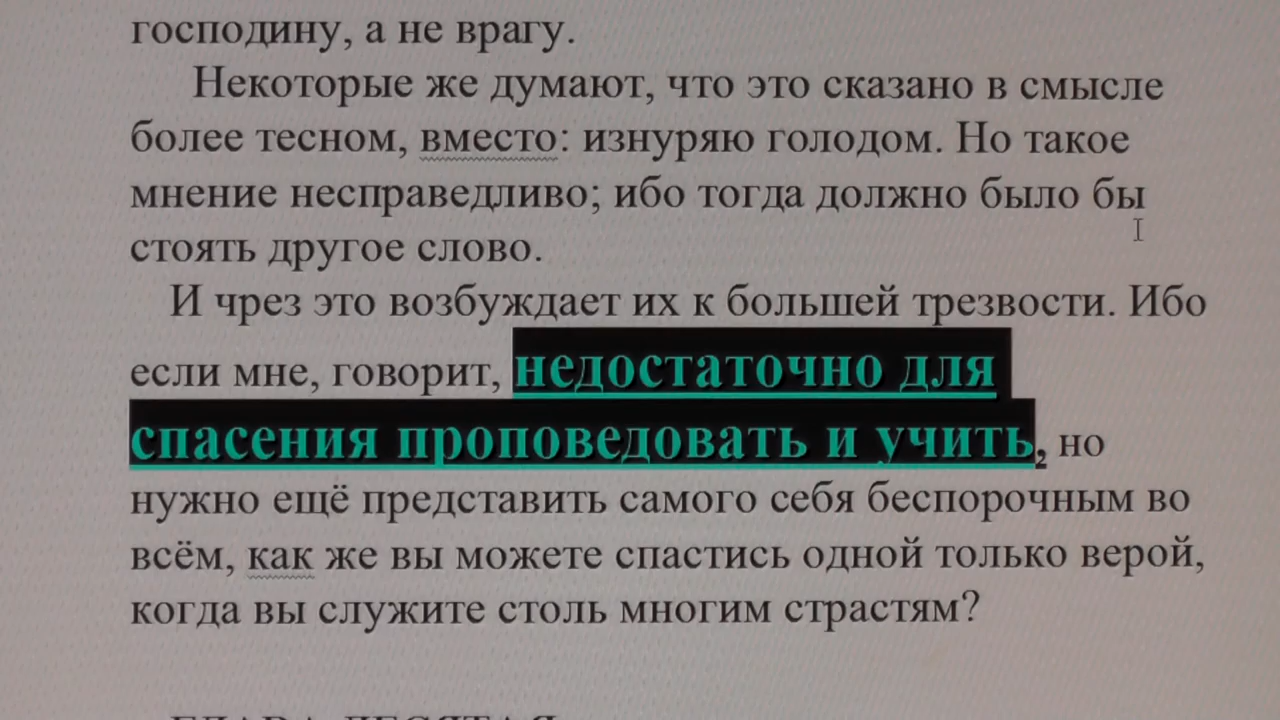 господину, а не врагу.
Некоторые же думают, что это сказано в смысле
более тесном, вместо: изнуряю голодом. Но такое
мнение несправедливо; ибо тогда должно было бы
стоять другое слово.
И чрез это возбуждает их к большей трезвости. Ибо
если мне, говорит, недостаточно для
спасения проповедовать и учить, но
нужно ещё представить самого себя беспорочным во
всём, как же вы можете спастись одной только верой,
когда вы служите столь многим страстям?
ГЛАВА ДЕСЯТАЯ